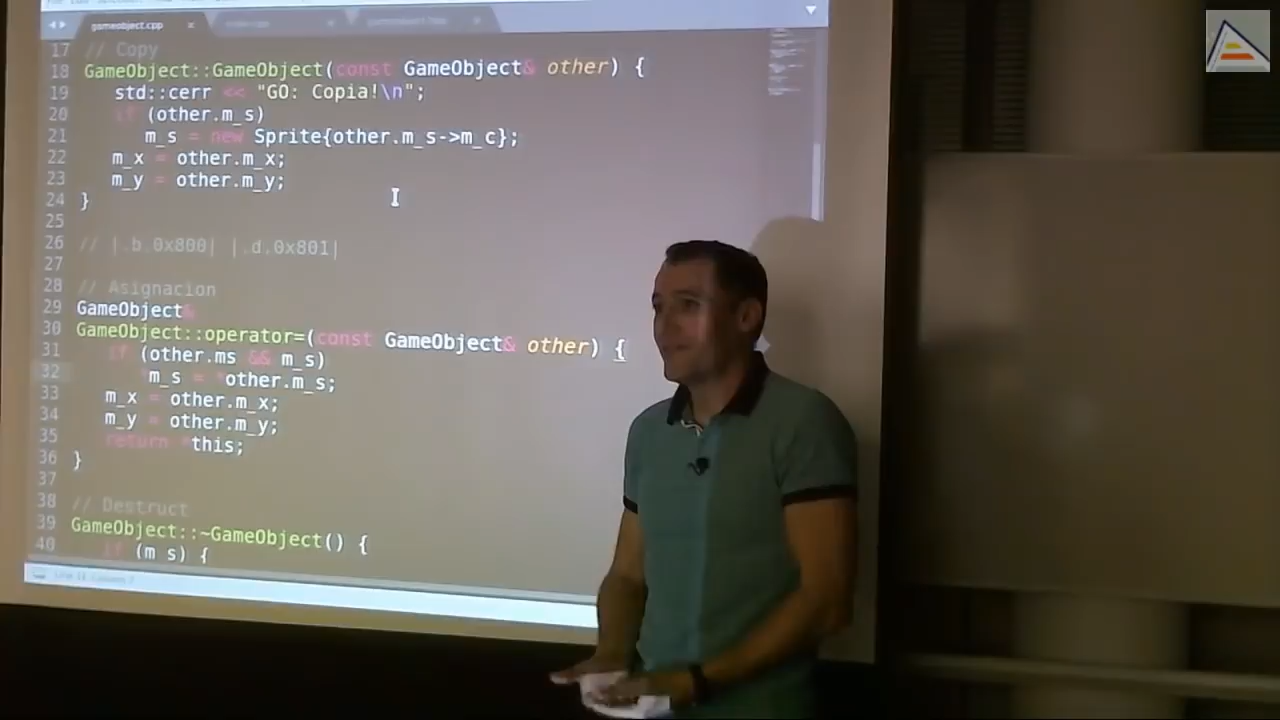 gameobject.cpp ×
17 // Copy
18 GameObject::GameObject(const GameObject& other) {
19 std::cerr << "GO: Copia!\n";
20 if (other.m_s)
21 m_s = new Sprite{other.m_s->m_c};
22 m_x = other.m_x;
23 m_y = other.m_y;
24 }
25
26 // |.b.0x800| |.d.0x801|
27
28 // Asignacion
29 GameObject&
30 GameObject::operator=(const GameObject& other) {
31 if (other.ms && m_s)
32 *m_s = *other.m_s;
33 m_x = other.m_x;
34 m_y = other.m_y;
35 return *this;
36 }
37
38 // Destruct
39 GameObject::~GameObject() {
40 if (m_s) {